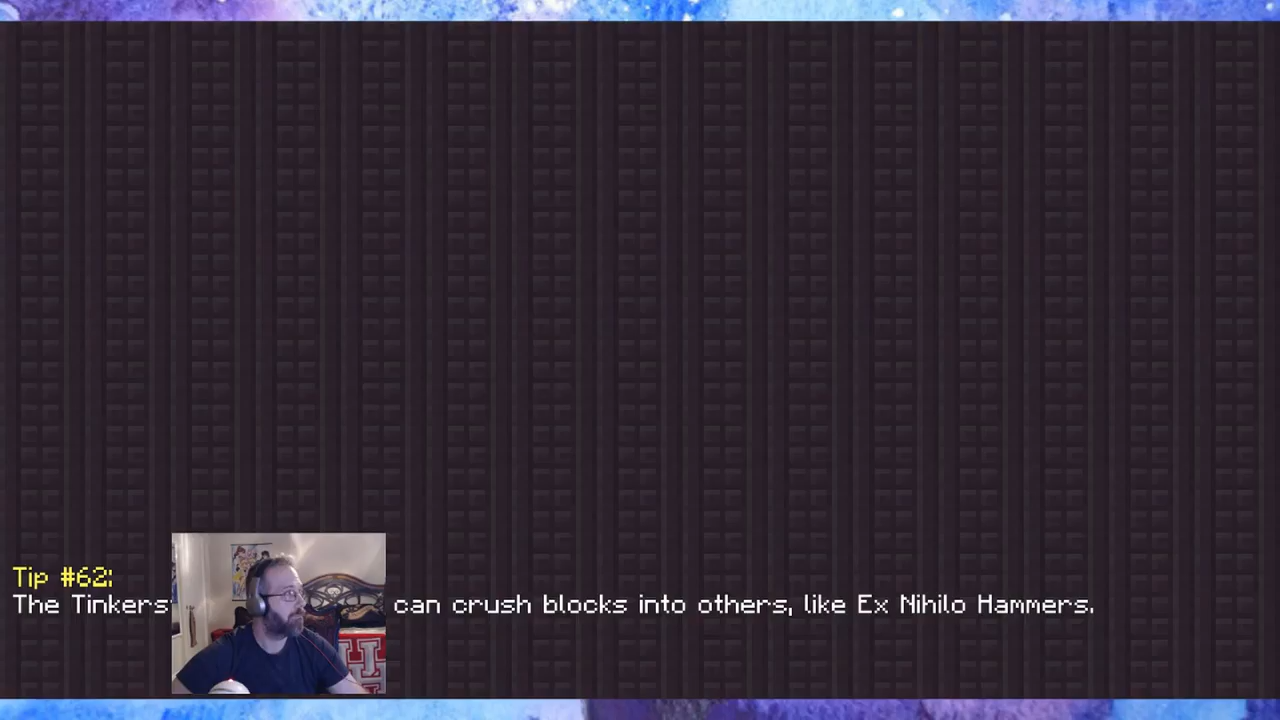 Tip #62:
The Tinkers' can crush blocks into others, like Ex Nihilo Hammers.